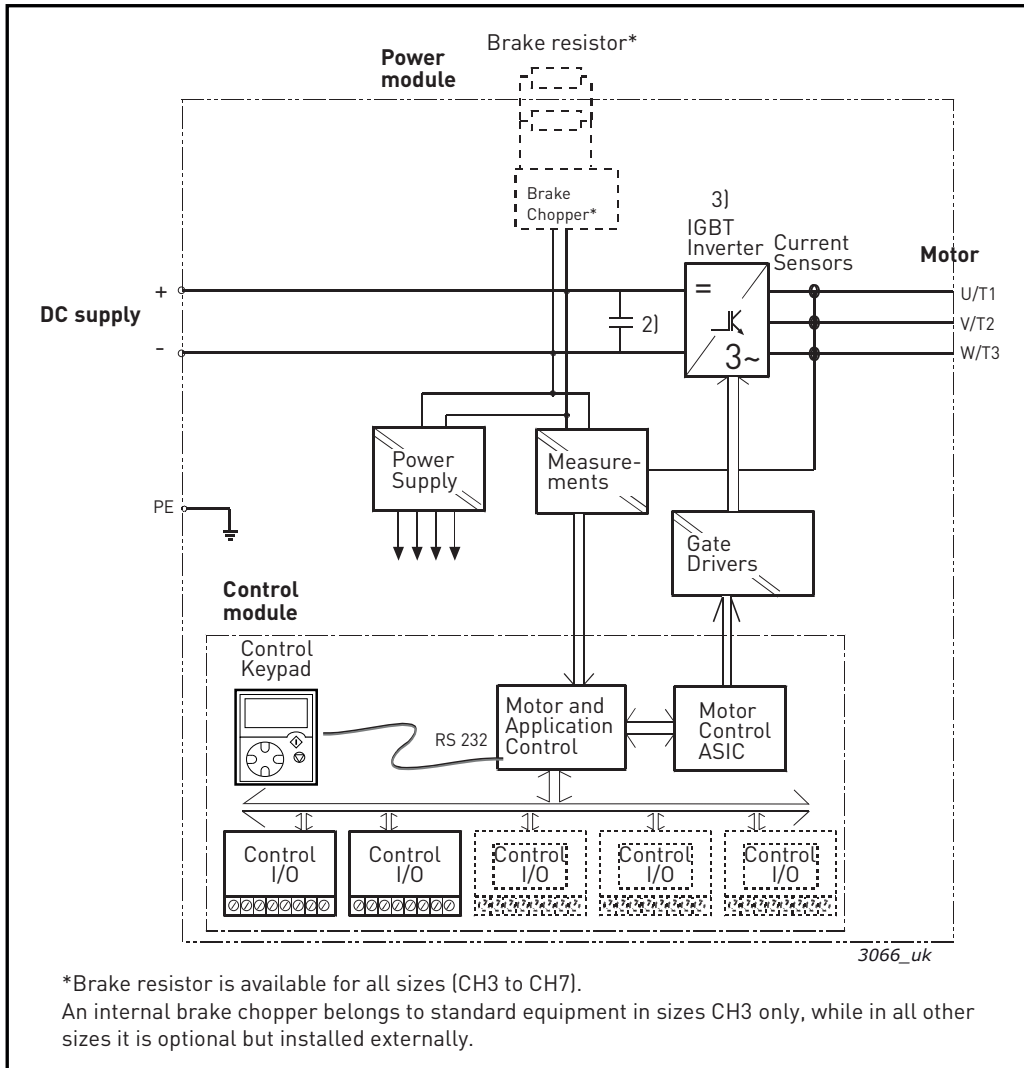 Brake resistor*
Power
module
Brake
Chopper*
3)
IGBT
Inverter
Current
Sensors
Motor
+
DC supply
-
2)
=
3~
U/T1
V/T2
W/T3
Power
Supply
Measure-
ments
PE
Gate
Drivers
Control
module
Control
Keypad
RS 232
Motor and
Application
Control
Motor
Control
ASIC
Control
I/O
Control
I/O
Control
I/O
Control
I/O
Control
I/O
3066_uk
*Brake resistor is available for all sizes (CH3 to CH7).
An internal brake chopper belongs to standard equipment in sizes CH3 only, while in all other
sizes it is optional but installed externally.